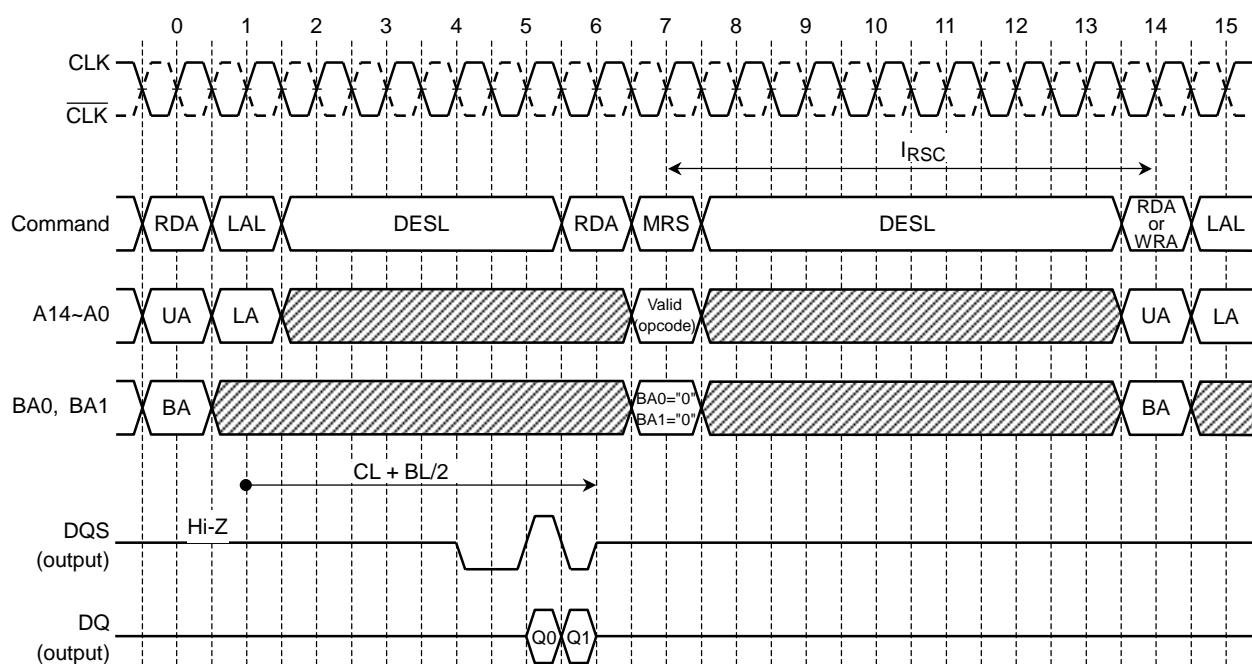 0 1 2 3 4 5 6 7 8 9 10 11 12 13 14 15
CLK
CLK
IRSC
Command RDA LAL DESL RDA MRS DESL RDA or WRA LAL
A14~A0 UA LA Valid (opcode) UA LA
BA0, BA1 BA BA0="0" BA1="0" BA
CL + BL/2
Hi-Z
DQS
(output)
DQ
(output)
Q0 Q1